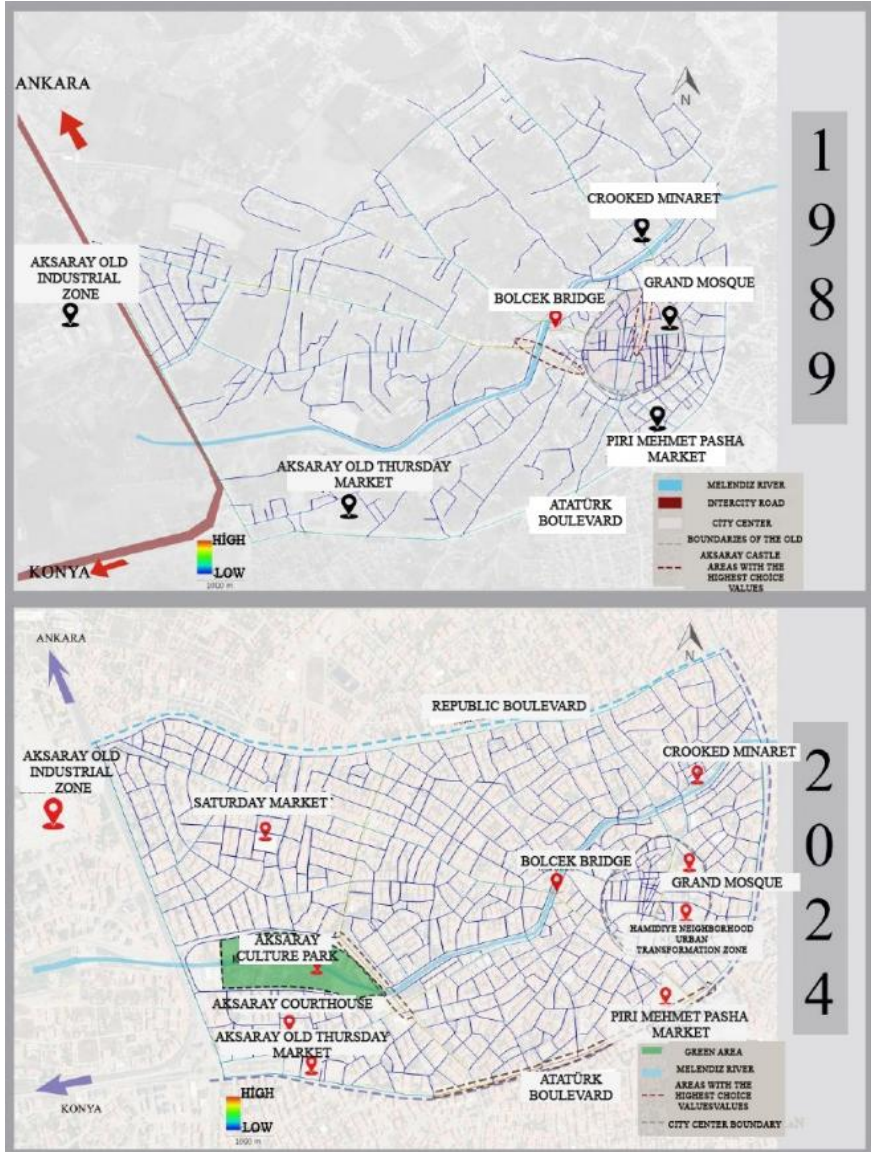 ANKARA
N
1
9
8
9
CROOKED MINARET
AKSARAY OLD
INDUSTRIAL
ZONE
GRAND MOSQUE
BOLCEK BRIDGE
PIRI MEHMET PASHA
MARKET
AKSARAY OLD THURSDAY
MARKET
ATATÜRK
BOULEVARD
MELENDIZ RIVER
INTERCITY ROAD
CITY CENTER
BOUNDARIES OF THE OLD
AKSARAY CASTLE
AREAS WITH THE
HIGHEST CHOICE
VALUES
HİGH
LOW
1000 m
KONYA
ANKARA
N
REPUBLIC BOULEVARD
2
0
2
4
CROOKED MINARET
AKSARAY OLD
INDUSTRIAL
ZONE
SATURDAY MARKET
BOLCEK BRIDGE
GRAND MOSQUE
HAMIDIYE NEIGHBORHOOD
URBAN
TRANSFORMATION ZONE
AKSARAY
CULTURE PARK
AKSARAY COURTHOUSE
PIRI MEHMET PASHA
MARKET
AKSARAY OLD THURSDAY
MARKET
ATATÜRK
BOULEVARD
GREEN AREA
MELENDIZ RIVER
AREAS WITH THE
HIGHEST CHOICE
VALUESVALUES
CITY CENTER BOUNDARY
HIGH
LOW
1000 m
KONYA